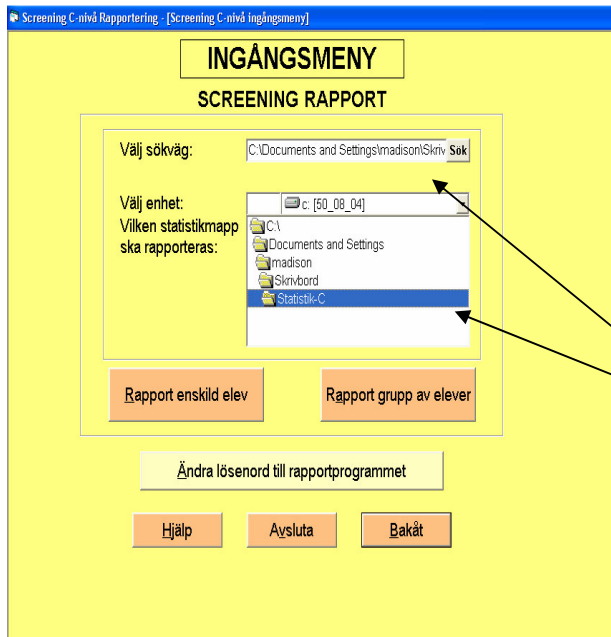 Screening C-nivå Rapportering - [Screening C-nivå ingångsmeny]
INGÅNGSMENY
SCREENING RAPPORT
Välj sökväg:
C:\Documents and Settings\madison\Skriv
Sök
Välj enhet:
c: [50_08_04]
Vilken statistikmapp
ska rapporteras:
C:\
Documents and Settings
madison
Skrivbord
Statistik-C
Rapport enskild elev
Rapport grupp av elever
Ändra lösenord till rapportprogrammet
Hjälp
Avsluta
Bakåt